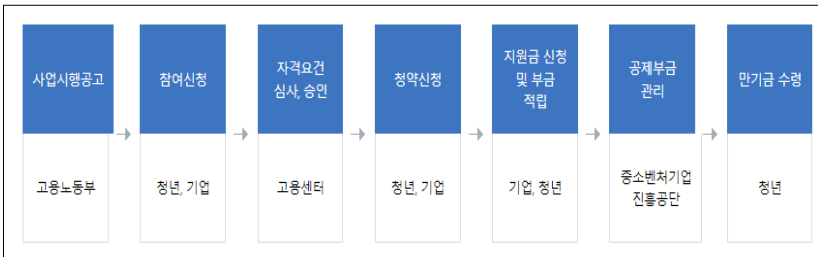 사업시행공고
참여신청
자격요건
심사, 승인
청약신청
지원금 신청
및 부금
적립
공제부금
관리
만기금 수령
고용노동부
청년, 기업
고용센터
청년, 기업
기업, 청년
중소벤처기업
진흥공단
청년